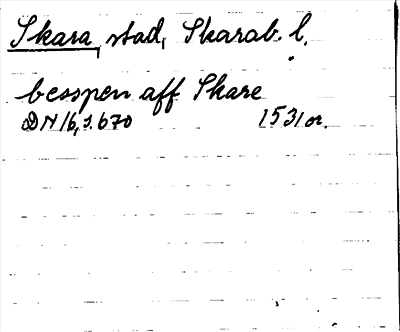 Skara, stad, Skarab. l.
besspen aff Skare
DN 16, s. 670 1531 or.